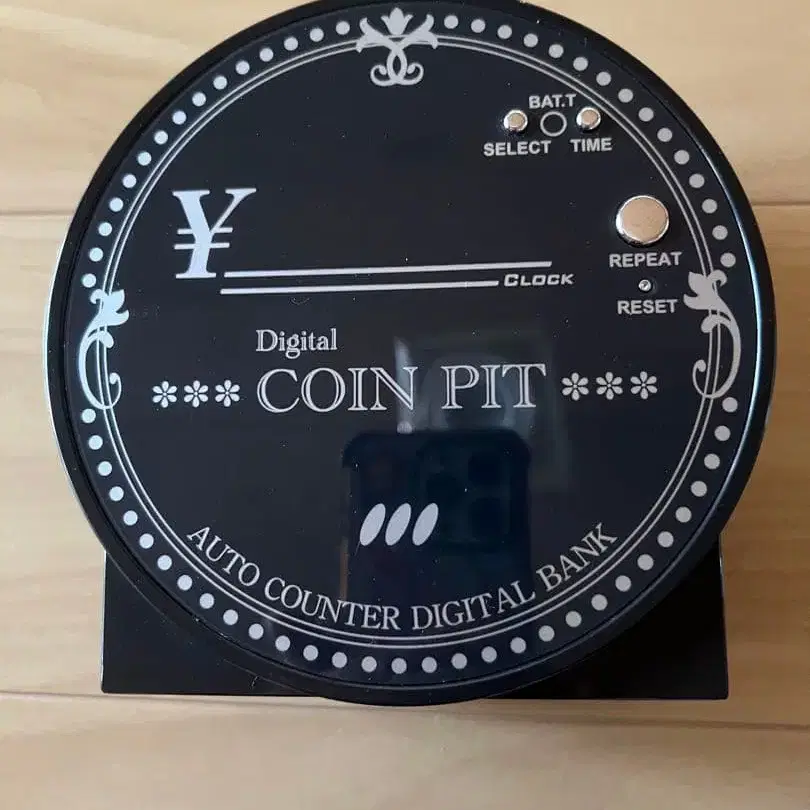 BAT.T
SELECT TIME
¥
REPEAT
CLOCK
RESET
Digital
COIN PIT
AUTO COUNTER DIGITAL BANK